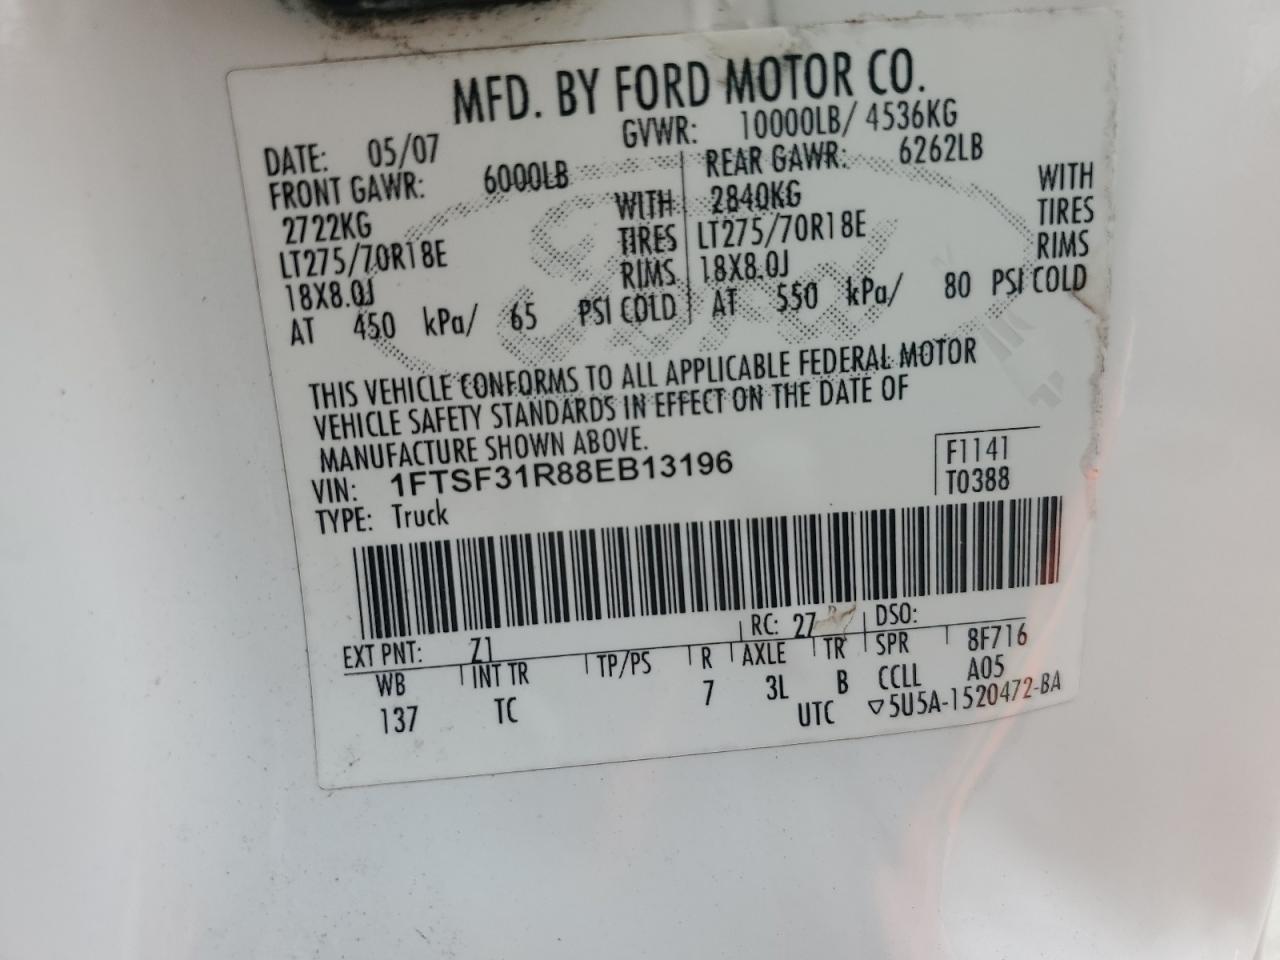 MFD. BY FORD MOTOR CO.
DATE: 05/07 GVWR: 10000LB/ 4536KG
FRONT GAWR: 6000LB REAR GAWR: 6262LB
2722KG WITH 2840KG WITH
LT275/70R18E TIRES LT275/70R18E TIRES
18X8.0J RIMS 18X8.0J RIMS
AT 450 kPa/ 65 PSI COLD AT 550 kPa/ 80 PSI COLD
THIS VEHICLE CONFORMS TO ALL APPLICABLE FEDERAL MOTOR
VEHICLE SAFETY STANDARDS IN EFFECT ON THE DATE OF
MANUFACTURE SHOWN ABOVE.
VIN: 1FTSF31R88EB13196 F1141
TYPE: Truck T0388
EXT PNT: Z1 RC: 27 DSO:
WB INT TR TP/PS R AXLE TR SPR 8F716
137 TC 7 3L B CCLL A05
UTC ▽5U5A-1520472-BA